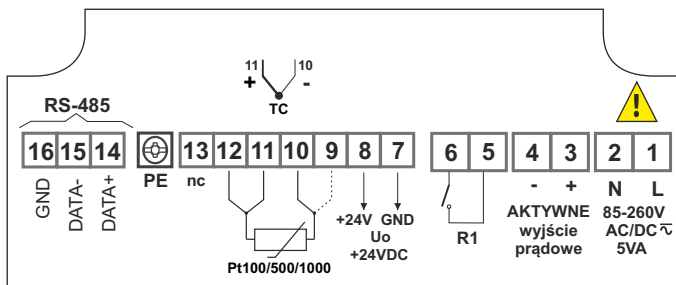 11 10
+ -
TC
RS-485
16 15 14 13 12 11 10 9 8 7 6 5 4 3 2 1
GND DATA- DATA+ PE nc
+24V GND
Uo
+24VDC
Pt100/500/1000
R1
- +
AKTYWNE
wyjście
prądowe
N L
85-260V
AC/DC
5VA